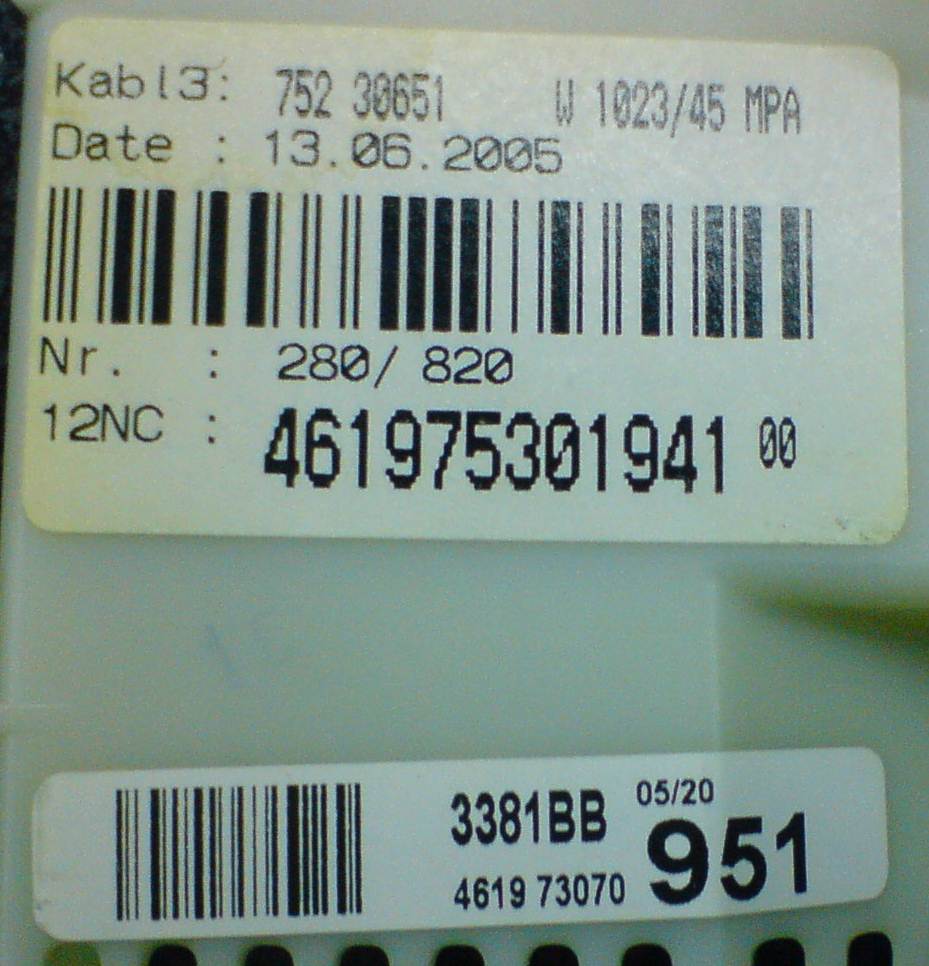 Kabl3: 752 30651 W 1023/45 MPA
Date : 13.06.2005
Nr. : 280/ 820
12NC : 461975301941 00
3381BB 05/20
4619 73070 951